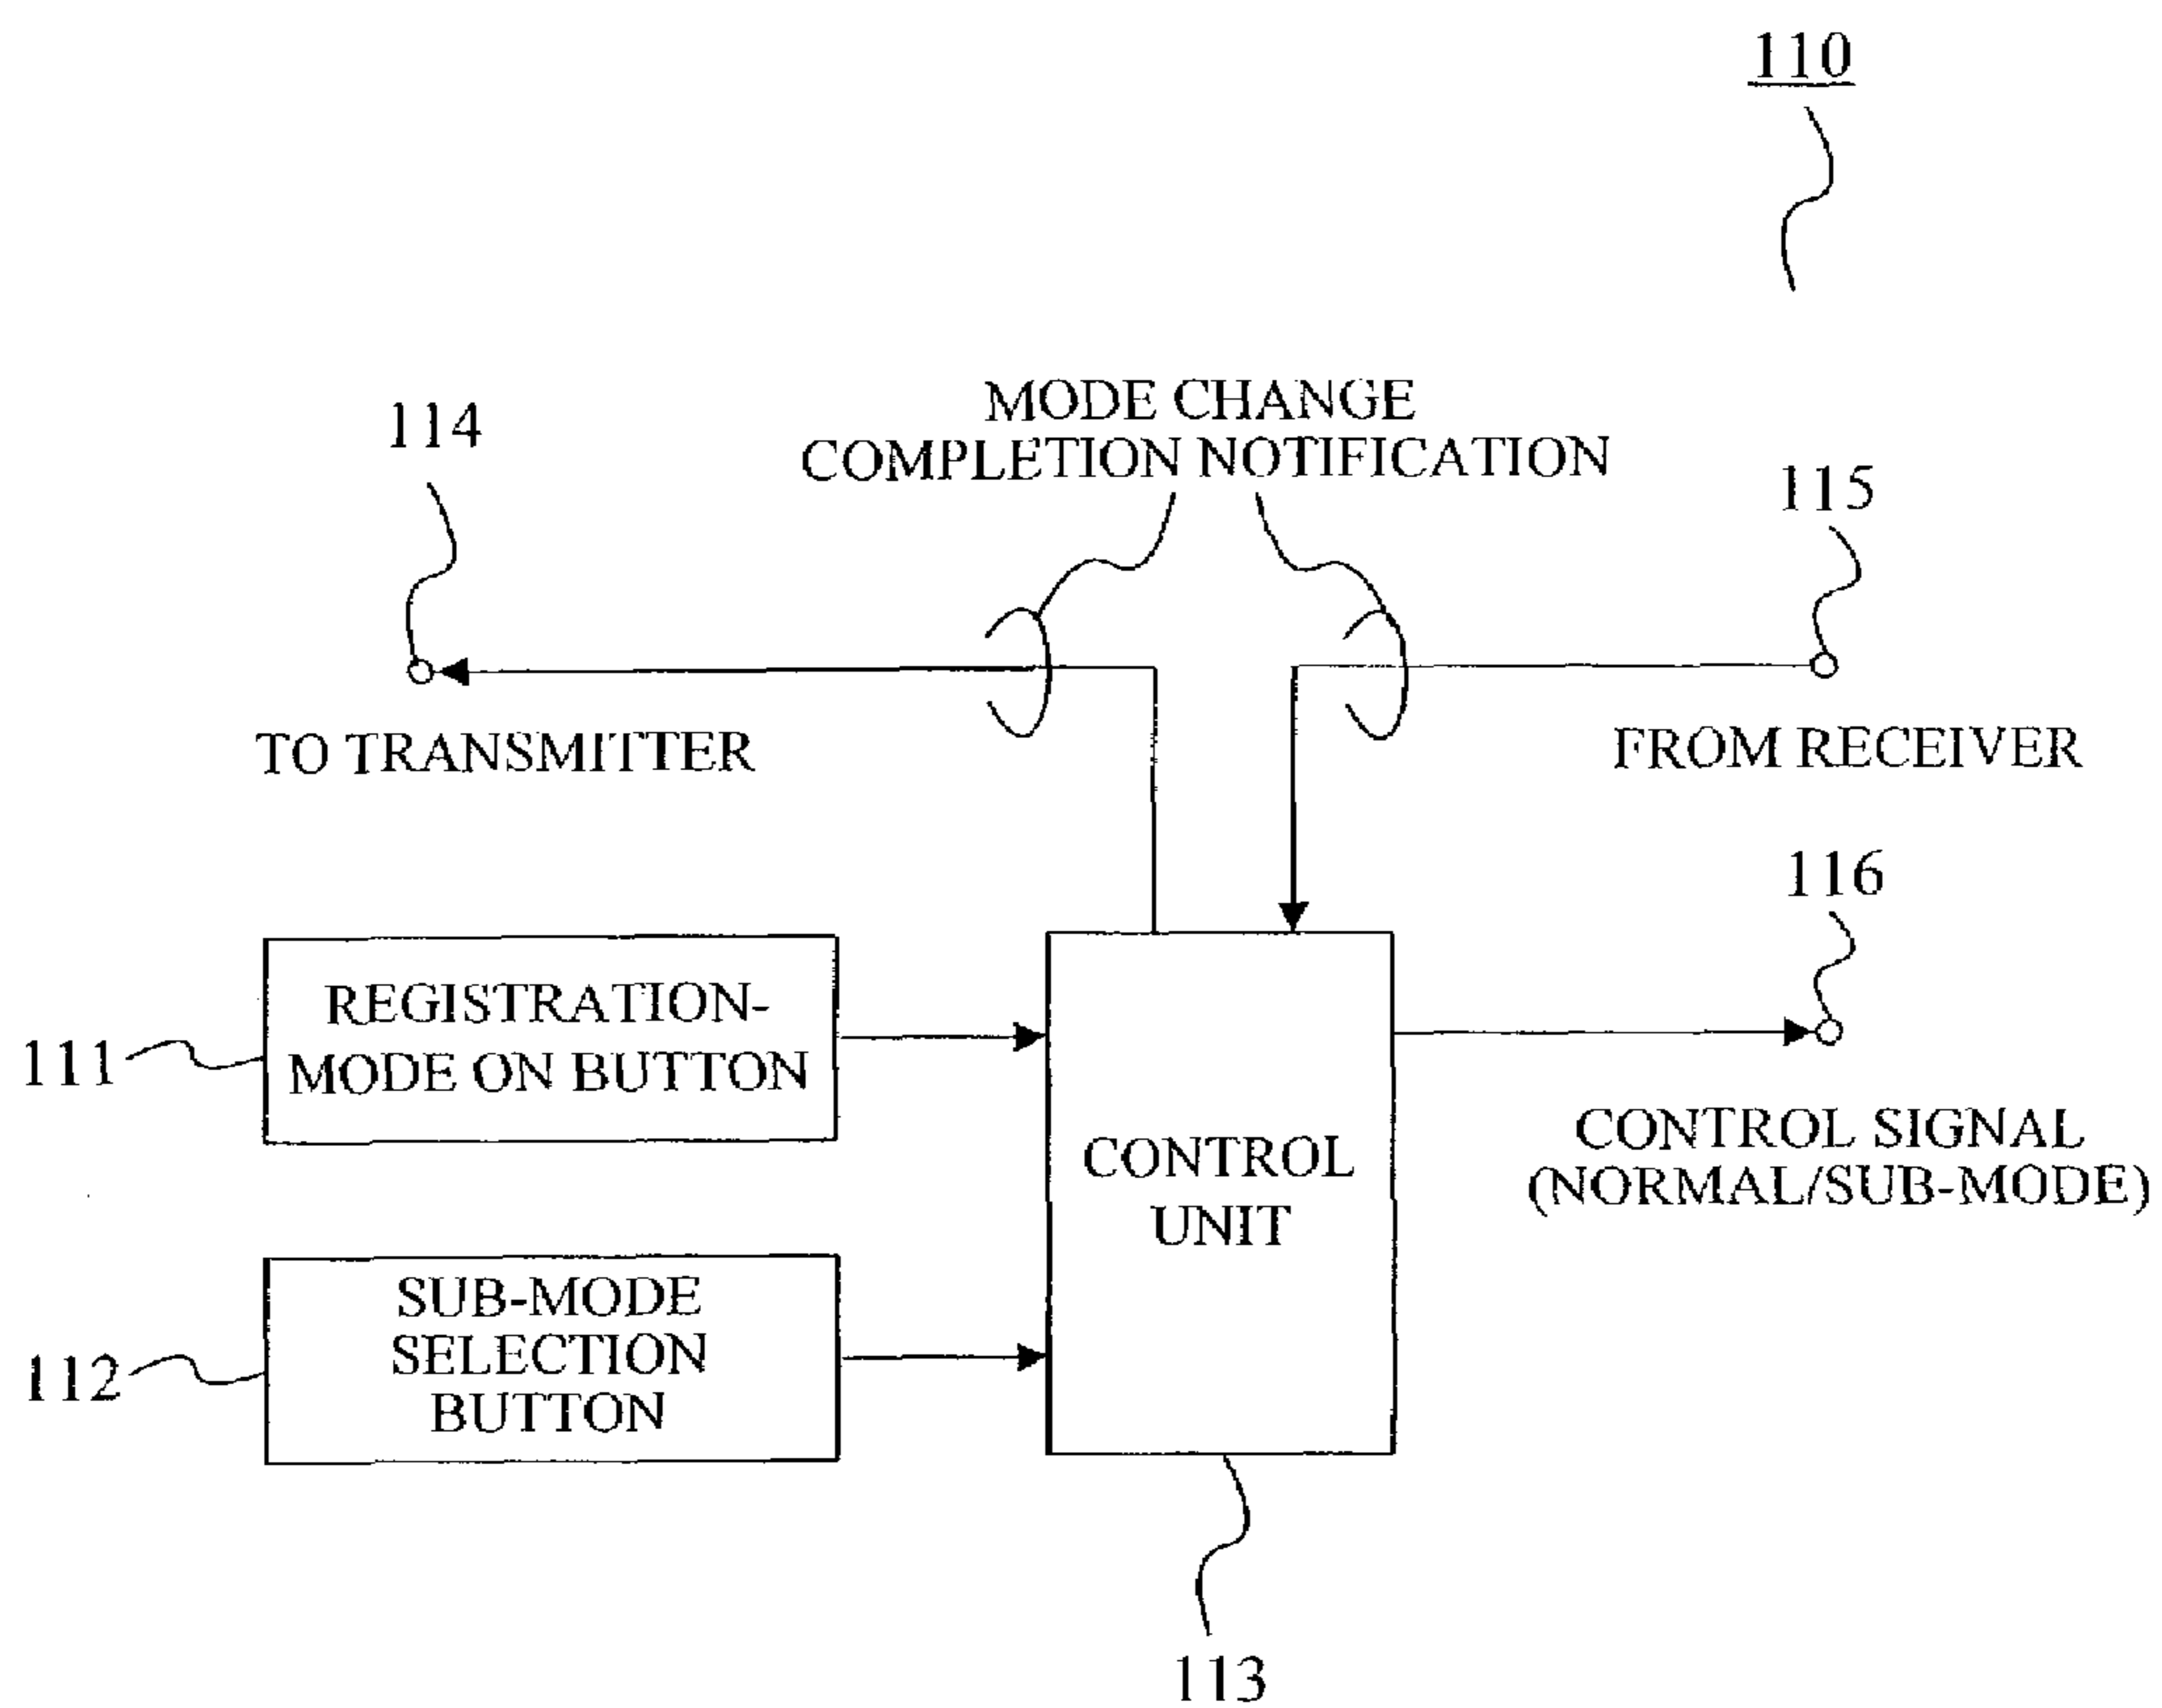 110
MODE CHANGE
COMPLETION NOTIFICATION
114
115
TO TRANSMITTER
FROM RECEIVER
116
REGISTRATION-
MODE ON BUTTON
111
CONTROL
UNIT
CONTROL SIGNAL
(NORMAL/SUB-MODE)
SUB-MODE
SELECTION
BUTTON
112
113